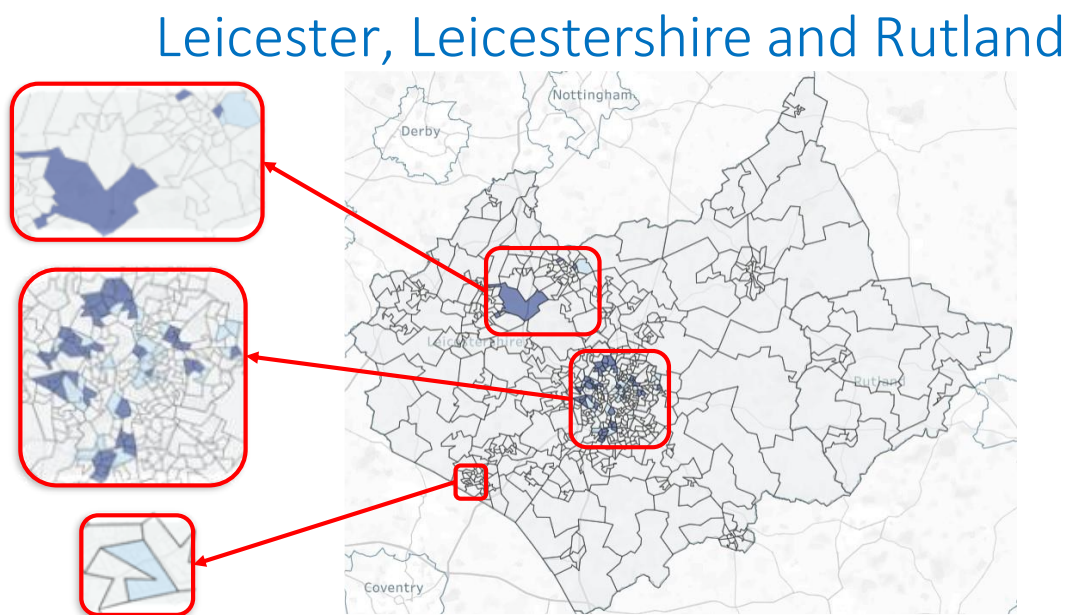 Leicester, Leicestershire and Rutland
Nottingham
Derby
Leicestershire
Rutland
Coventry